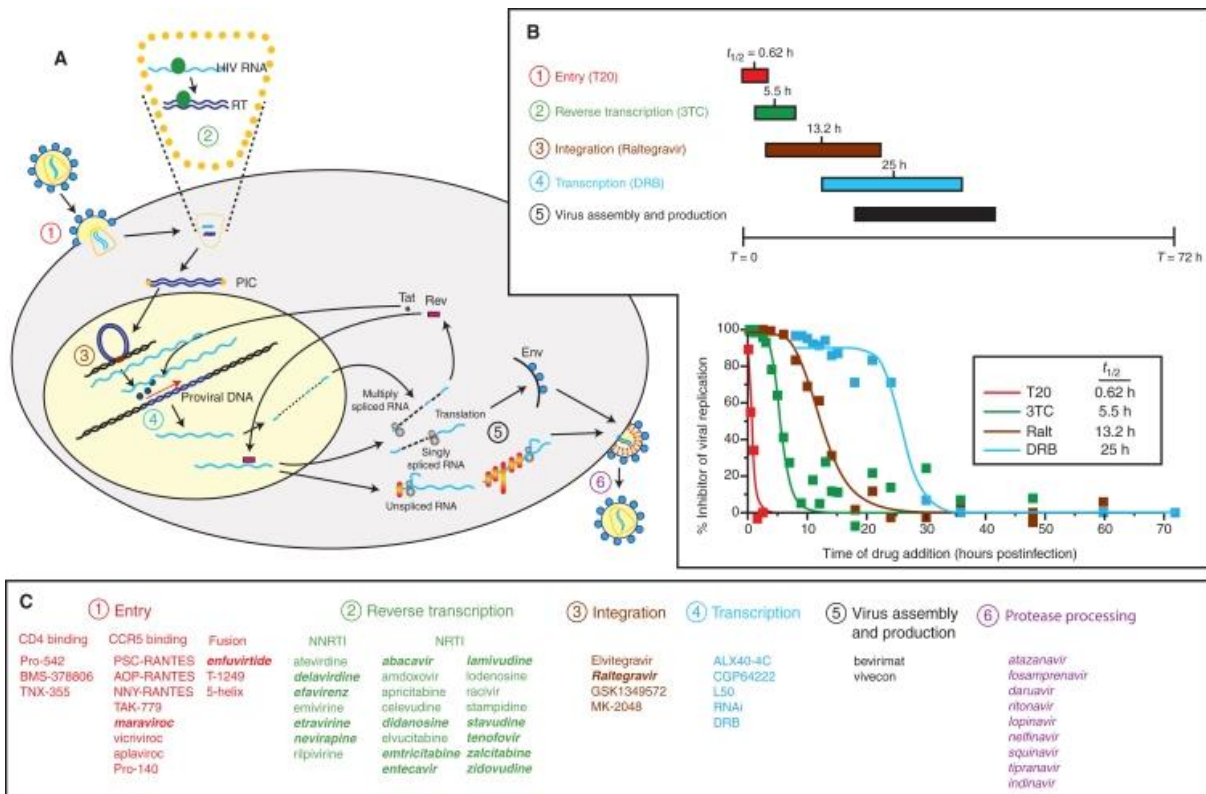 A
HIV RNA
RT
2
1
PIC
Tat
Rev
3
Proviral DNA
4
Env
Multiply
spliced RNA
Translation
5
Singly
spliced RNA
Unspliced RNA
6
B
t1/2 = 0.62 h
1 Entry (T20)
5.5 h
2 Reverse transcription (3TC)
13.2 h
3 Integration (Raltegravir)
25 h
4 Transcription (DRB)
5 Virus assembly and production
T = 0
T = 72 h
% Inhibitor of viral replication
100
80
60
40
20
0
0 10 20 30 40 50 60 70
Time of drug addition (hours postinfection)
t1/2
T20 0.62 h
3TC 5.5 h
Ralt 13.2 h
DRB 25 h
C
1 Entry
CD4 binding
Pro-542
BMS-378806
TNX-355
CCR5 binding
PSC-RANTES
AOP-RANTES
NNY-RANTES
TAK-779
maraviroc
vicriviroc
aplaviroc
Pro-140
Fusion
enfuvirtide
T-1249
5-helix
2 Reverse transcription
NNRTI
atevirdine
delavirdine
efavirenz
emivirine
etravirine
nevirapine
rilpivirine
NRTI
abacavir
amdoxovir
apricitabine
celevudine
didanosine
elvucitabine
emtricitabine
entecavir
lamivudine
lodenosine
racivir
stampidine
stavudine
tenofovir
zalcitabine
zidovudine
3 Integration
Elvitegravir
Raltegravir
GSK1349572
MK-2048
4 Transcription
ALX40-4C
CGP64222
L50
RNAi
DRB
5 Virus assembly
and production
bevirimat
vivecon
6 Protease processing
atazanavir
fosamprenavir
daruavir
ritonavir
lopinavir
nelfinavir
squinavir
tipranavir
indinavir